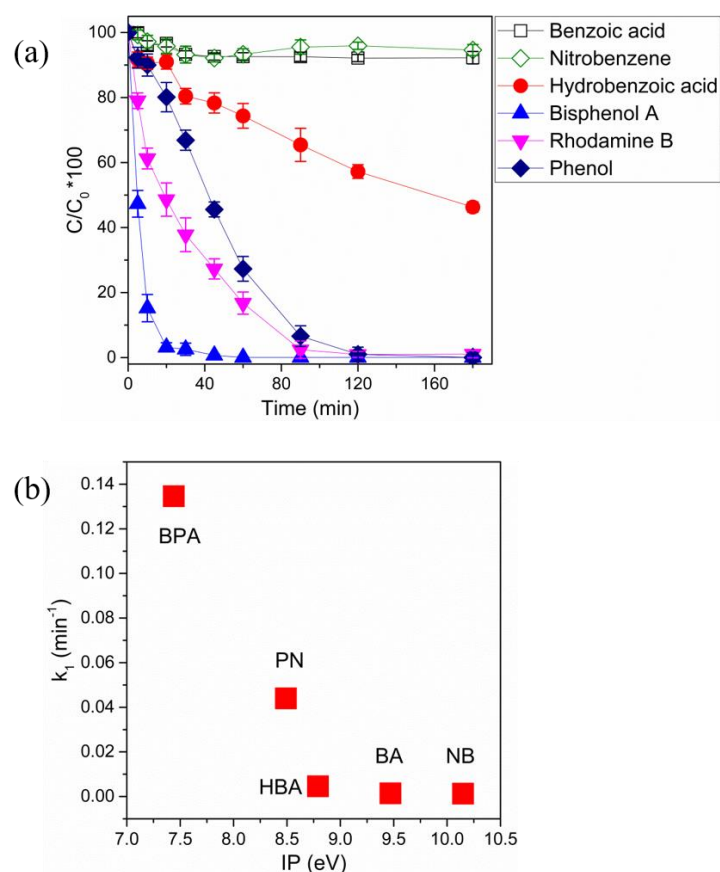 (a)
C/C0 *100
100
80
60
40
20
0
0 40 80 120 160
Time (min)
Benzoic acid
Nitrobenzene
Hydrobenzoic acid
Bisphenol A
Rhodamine B
Phenol
(b)
k1 (min-1)
0.14
0.12
0.10
0.08
0.06
0.04
0.02
0.00
BPA
PN
HBA
BA
NB
7.0 7.5 8.0 8.5 9.0 9.5 10.0 10.5
IP (eV)